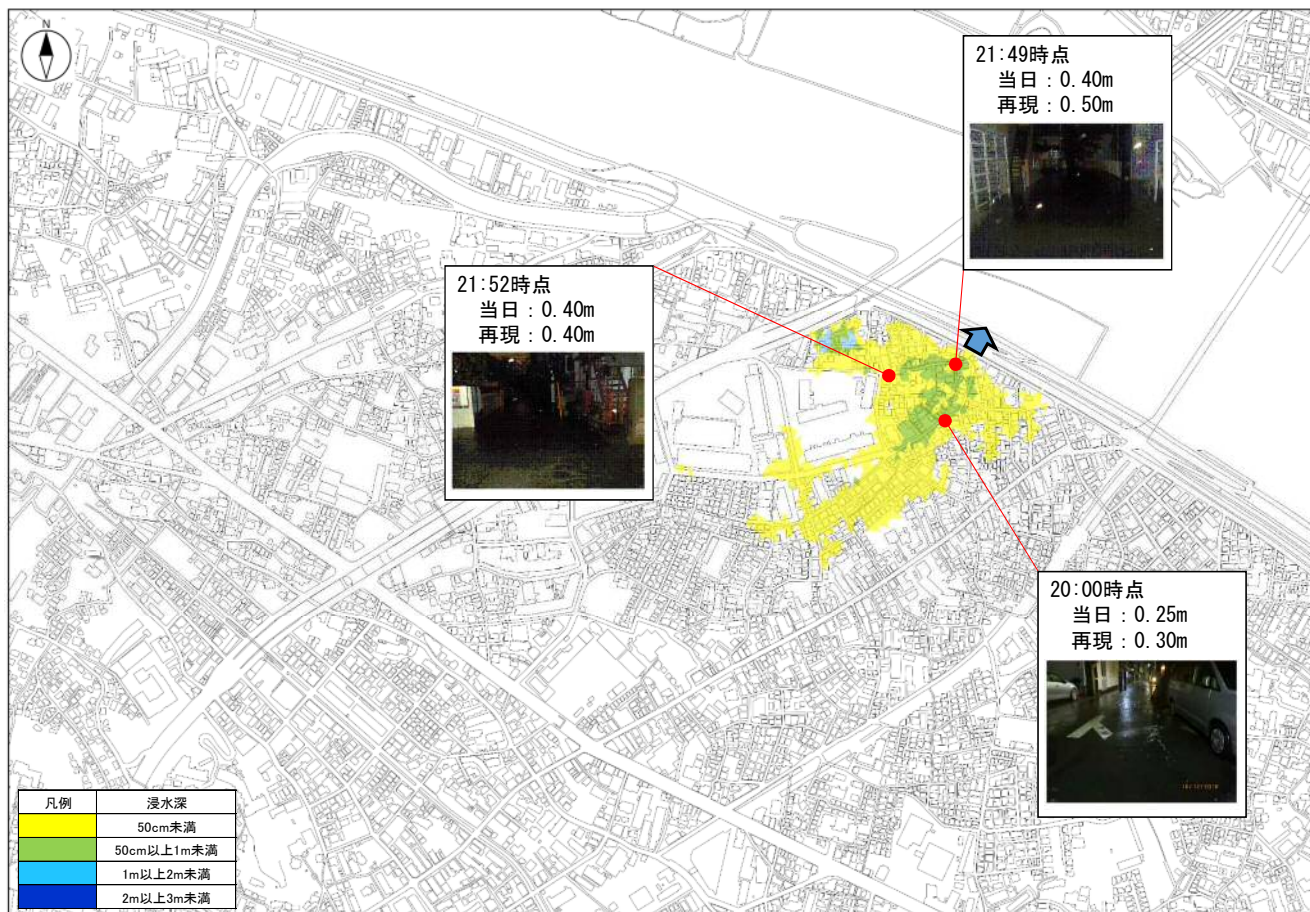 N
21:49時点
当日：0.40m
再現：0.50m
21:52時点
当日：0.40m
再現：0.40m
20:00時点
当日：0.25m
再現：0.30m
凡例 浸水深
50cm未満
50cm以上1m未満
1m以上2m未満
2m以上3m未満